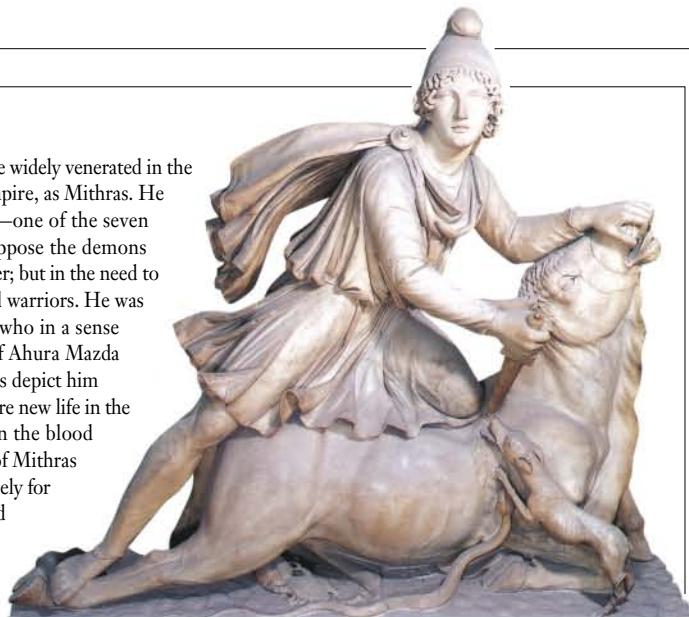 e widely venerated in the
pire, as Mithras. He
—one of the seven
ppose the demons
er; but in the need to
d warriors. He was
who in a sense
f Ahura Mazda
s depict him
re new life in the
n the blood
of Mithras
ely for
d